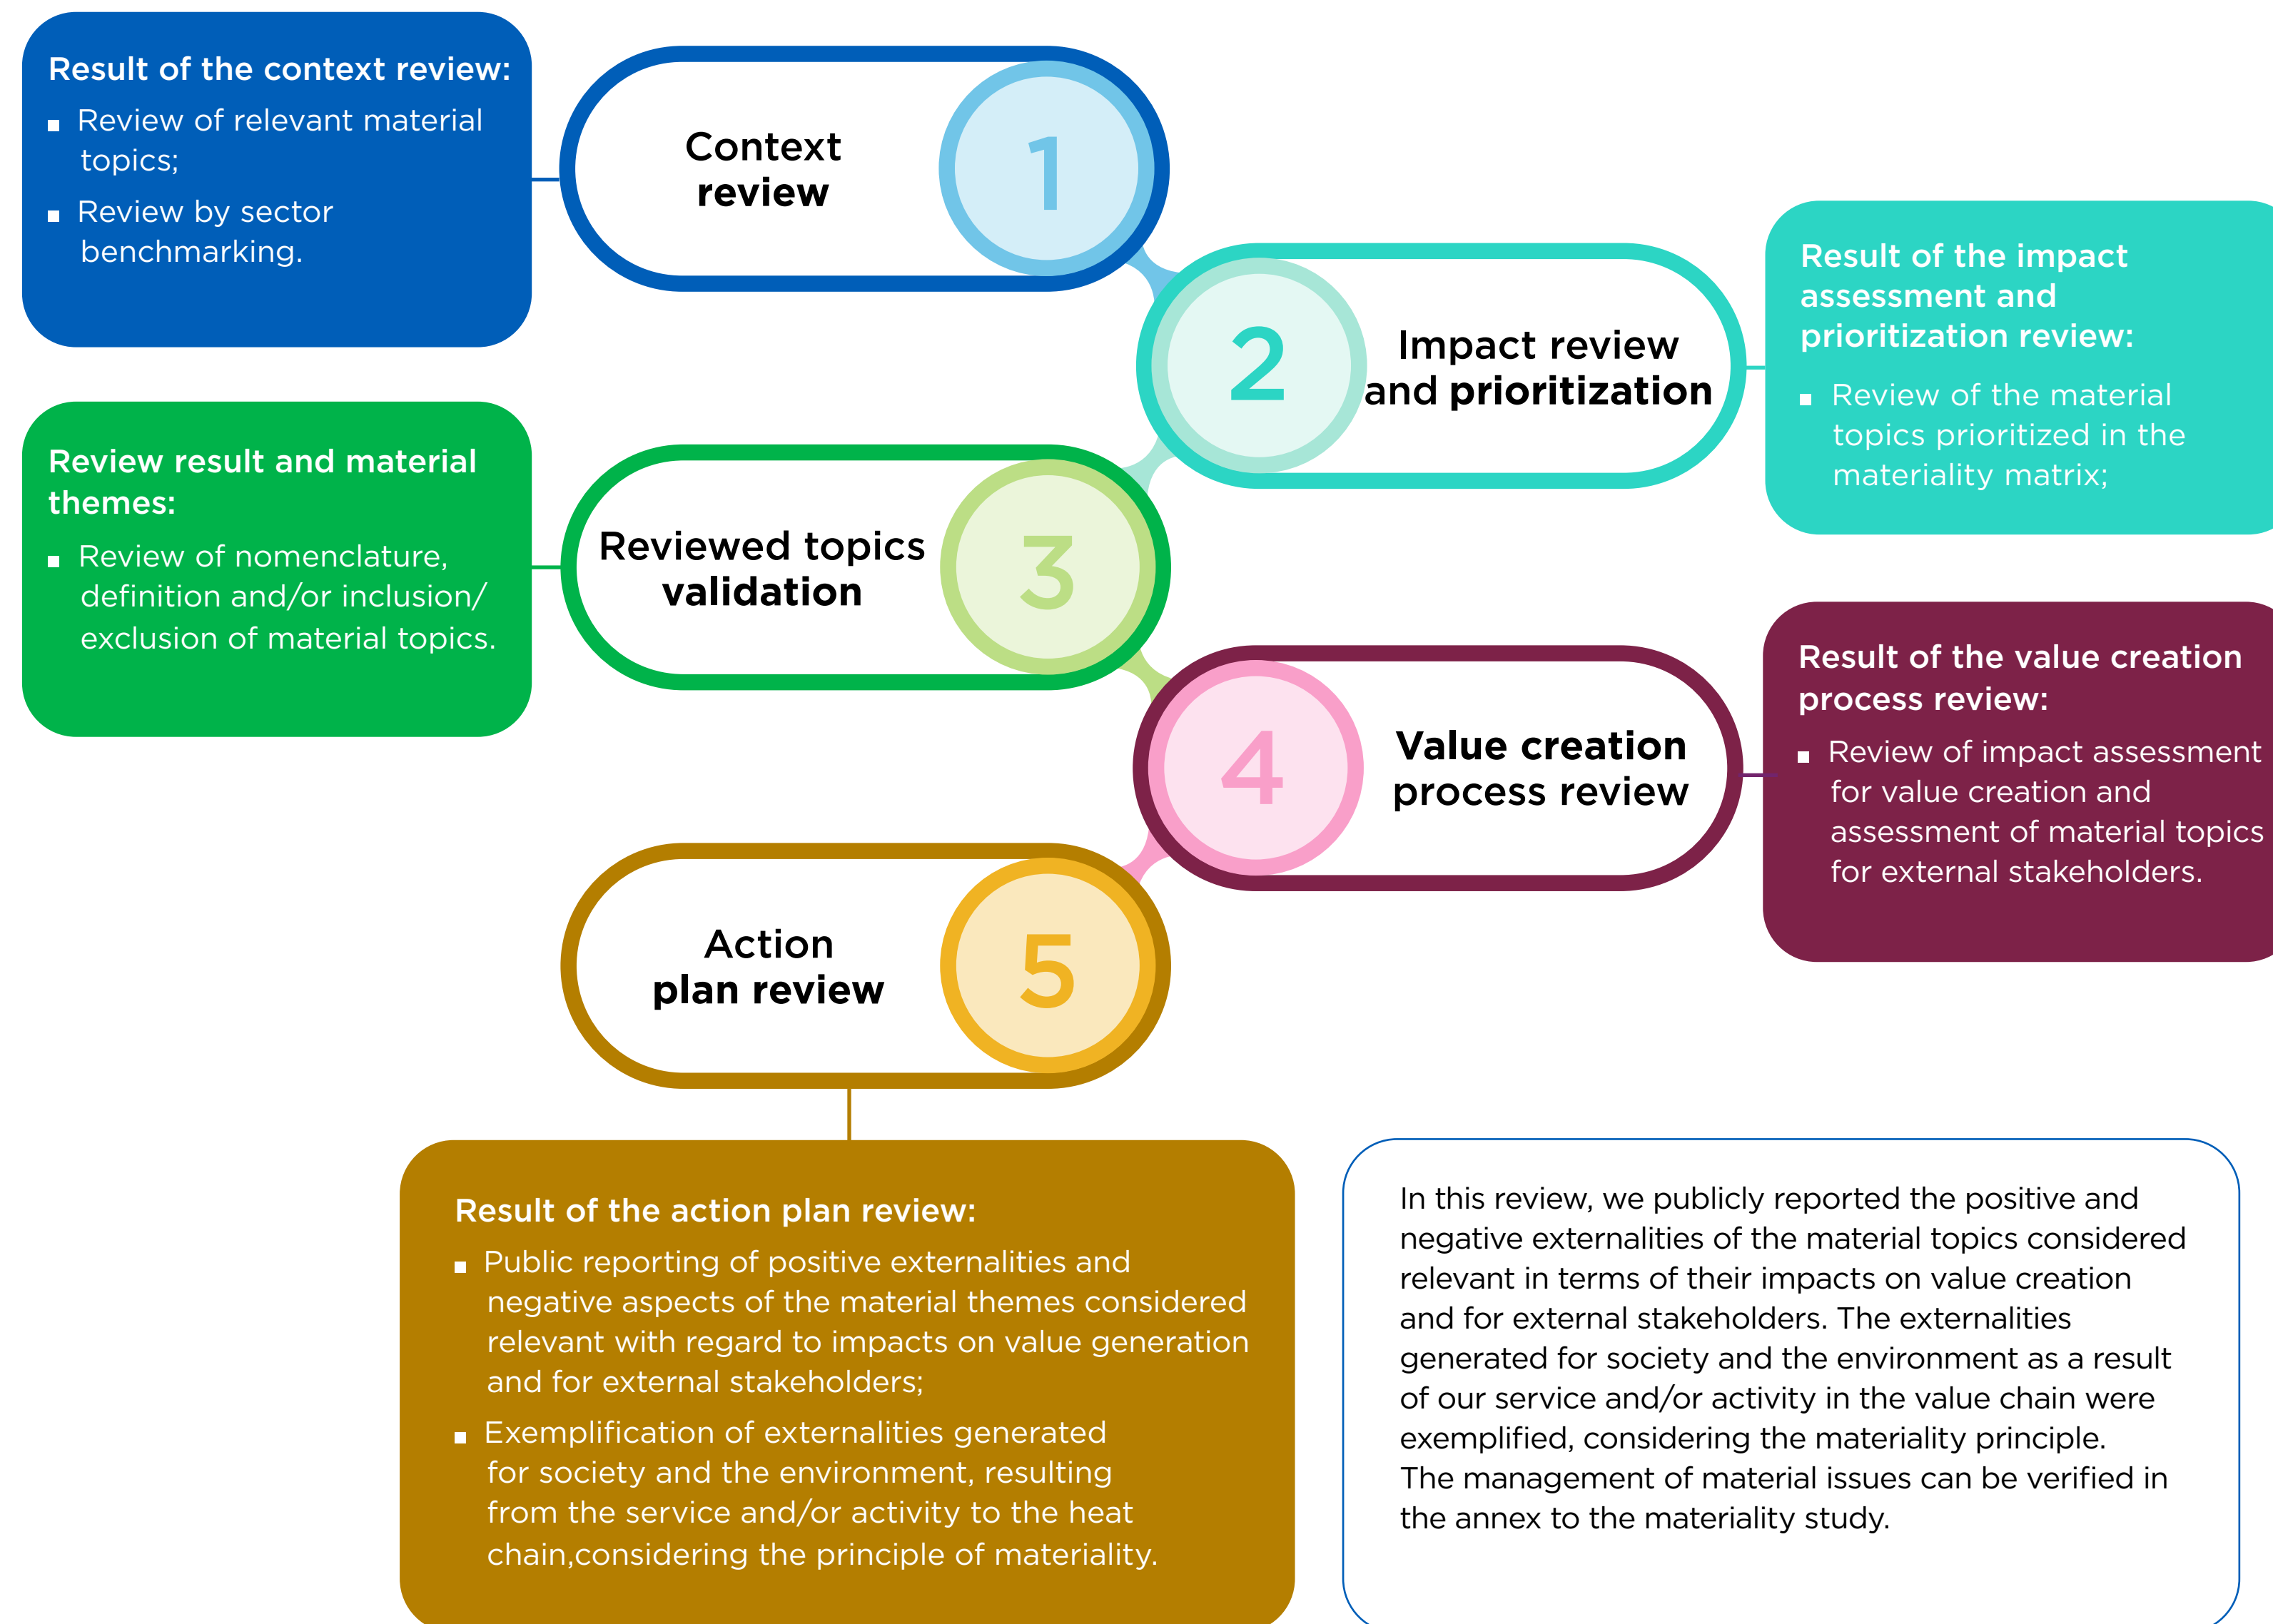 Result of the context review:
▪ Review of relevant material
topics;
▪ Review by sector
benchmarking.
Context
review
1
2
Impact review
and prioritization
Result of the impact
assessment and
prioritization review:
▪ Review of the material
topics prioritized in the
materiality matrix;
Review result and material
themes:
▪ Review of nomenclature,
definition and/or inclusion/
exclusion of material topics.
Reviewed topics
validation
3
4
Value creation
process review
Result of the value creation
process review:
▪ Review of impact assessment
for value creation and
assessment of material topics
for external stakeholders.
Action
plan review
5
Result of the action plan review:
▪ Public reporting of positive externalities and
negative aspects of the material themes considered
relevant with regard to impacts on value generation
and for external stakeholders;
▪ Exemplification of externalities generated
for society and the environment, resulting
from the service and/or activity to the heat
chain,considering the principle of materiality.
In this review, we publicly reported the positive and
negative externalities of the material topics considered
relevant in terms of their impacts on value creation
and for external stakeholders. The externalities
generated for society and the environment as a result
of our service and/or activity in the value chain were
exemplified, considering the materiality principle.
The management of material issues can be verified in
the annex to the materiality study.